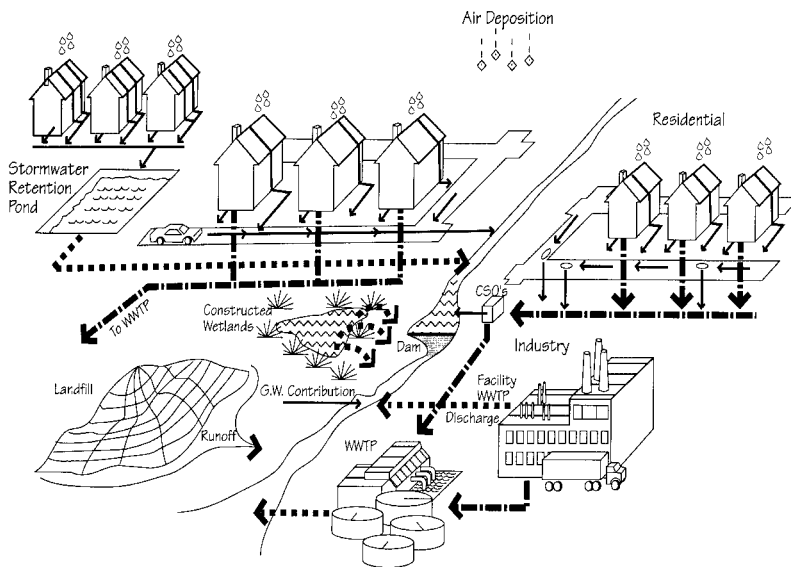 Air Deposition
Residential
Stormwater
Retention
Pond
CSO's
To WWTP
Constructed
Wetlands
Dam
Industry
Landfill
G.W. Contribution
Facility
WWTP
Discharge
Runoff
WWTP